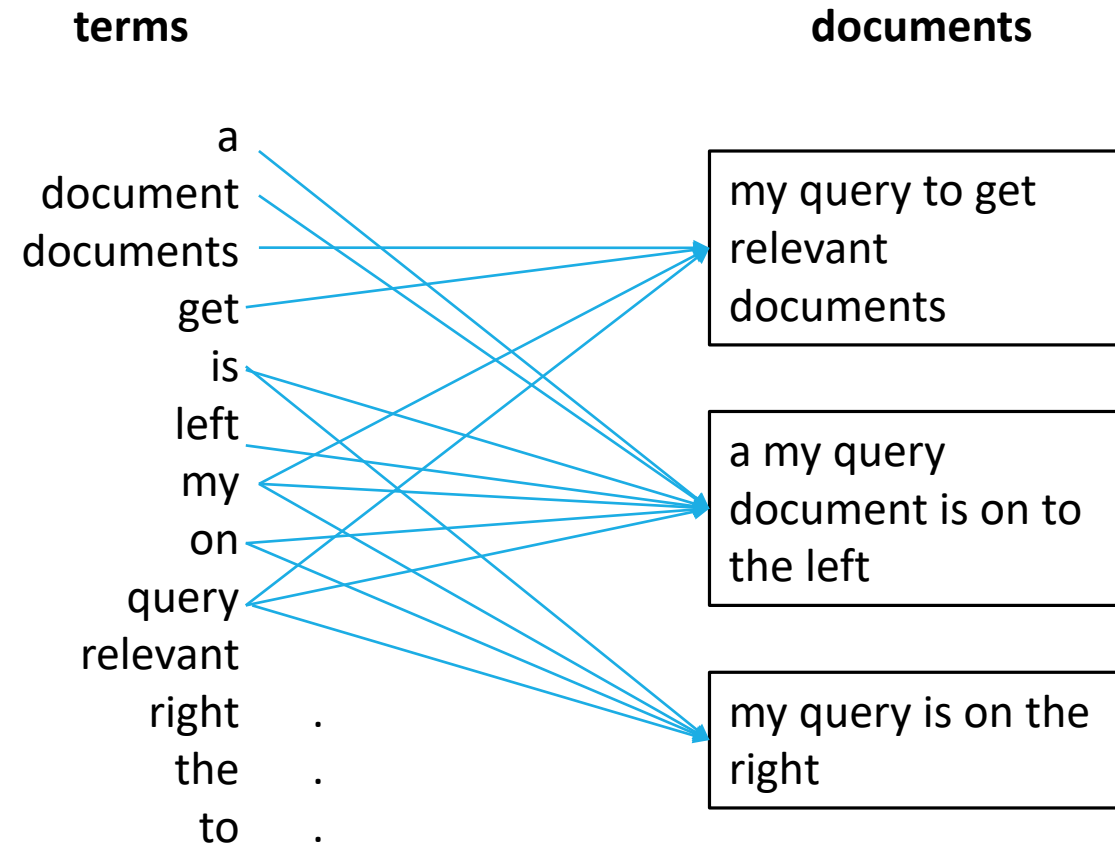 terms
documents
a
document
documents
get
is
left
my
on
query
relevant
right .
the .
to .
my query to get
relevant
documents
a my query
document is on to
the left
my query is on the
right